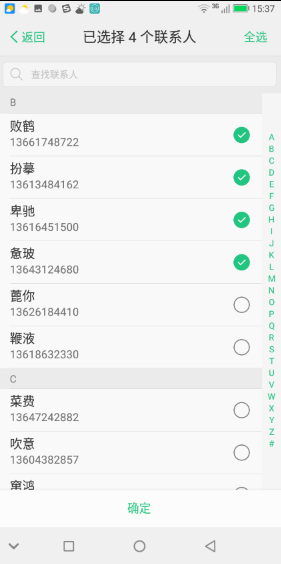 3G
15:37
返回
已选择 4 个联系人
全选
查找联系人
B
败鹤
13661748722
扮摹
13613484162
卑驰
13616451500
惫玻
13643124680
蓖你
13626184410
鞭液
13618632330
C
菜费
13647242882
吹意
13604382857
A
B
C
D
E
F
G
H
I
J
K
L
M
N
O
P
Q
R
S
T
U
V
W
X
Y
Z
#
确定